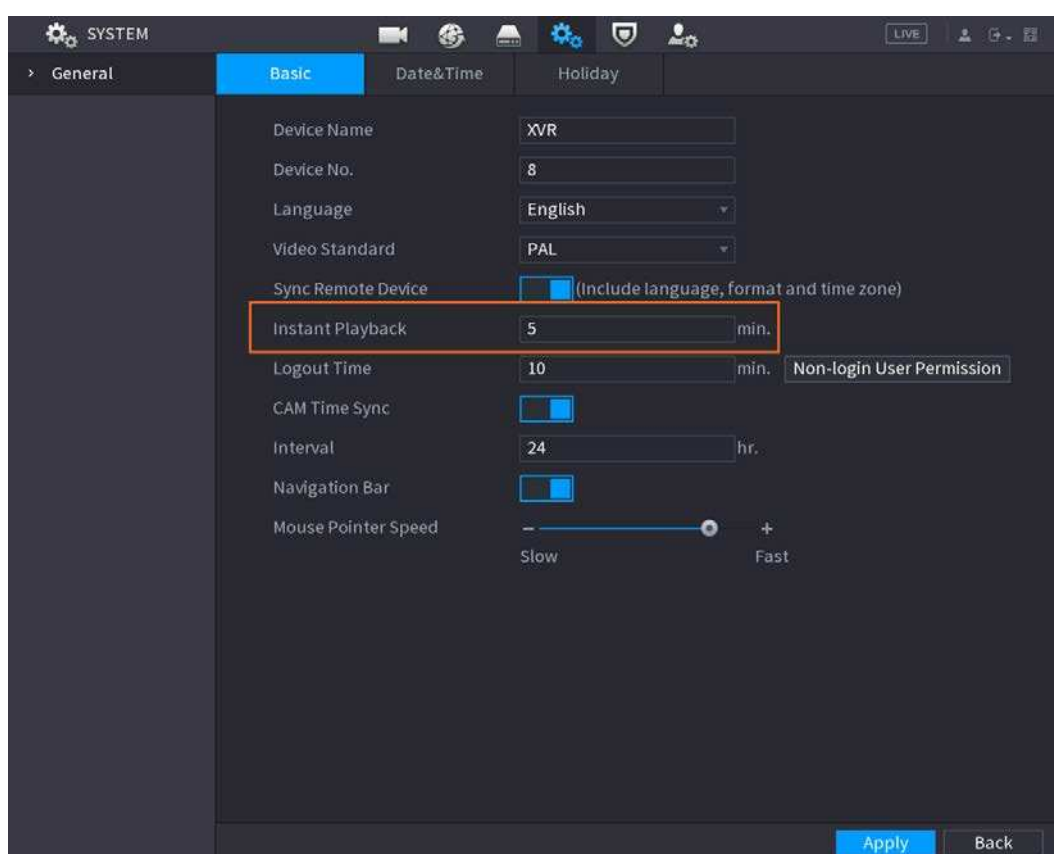 SYSTEM
LIVE
> General
Basic Date&Time Holiday
Device Name XVR
Device No. 8
Language English
Video Standard PAL
Sync Remote Device (Include language, format and time zone)
Instant Playback 5 min.
Logout Time 10 min. Non-login User Permission
CAM Time Sync
Interval 24 hr.
Navigation Bar
Mouse Pointer Speed - +
Slow Fast
Apply Back